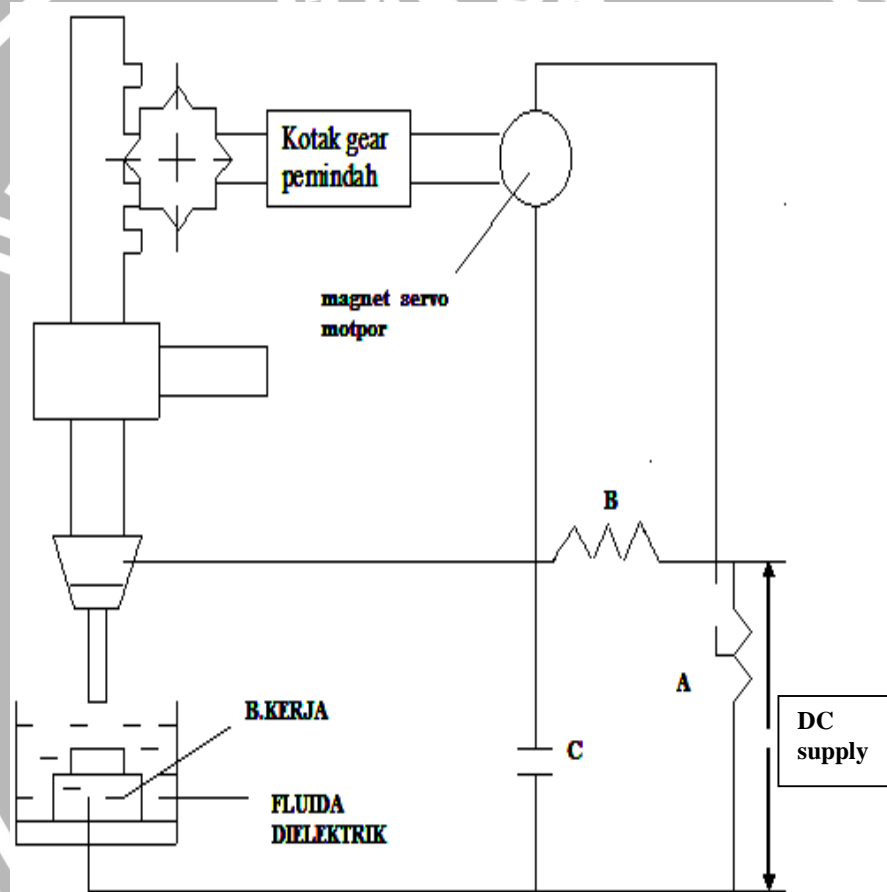 Kotak gear
pemindah
magnet servo
motpor
B
A
B.KERJA
C
DC
supply
FLUIDA
DIELEKTRIK